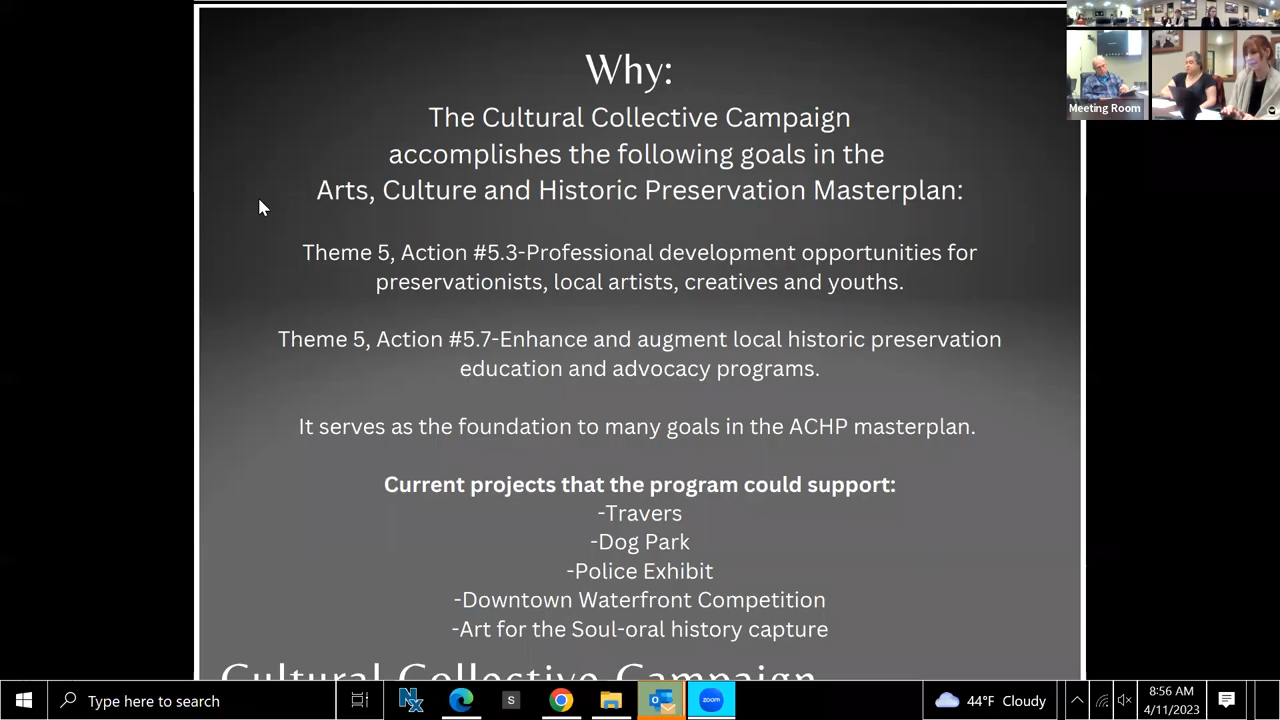 Why:
The Cultural Collective Campaign
accomplishes the following goals in the
Arts, Culture and Historic Preservation Masterplan:
Theme 5, Action #5.3-Professional development opportunities for
preservationists, local artists, creatives and youths.
Theme 5, Action #5.7-Enhance and augment local historic preservation
education and advocacy programs.
It serves as the foundation to many goals in the ACHP masterplan.
Current projects that the program could support:
-Travers
-Dog Park
-Police Exhibit
-Downtown Waterfront Competition
-Art for the Soul-oral history capture
Cultural Collective Campaign
Meeting Room
Type here to search
S
zoom
44°F Cloudy
8:56 AM
4/11/2023